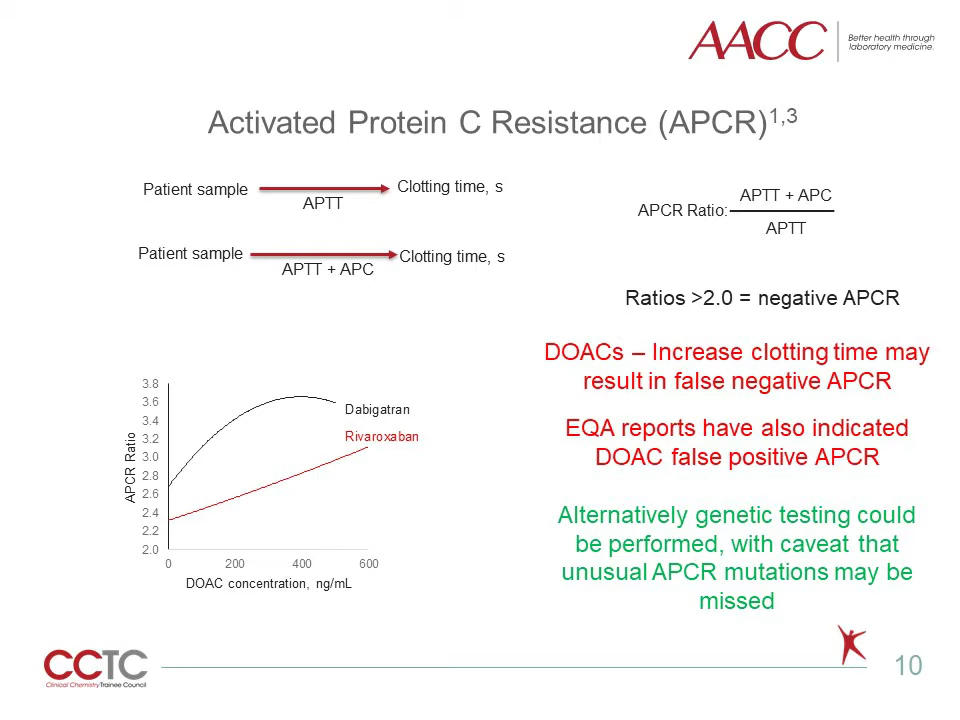 AACC
Better health through
laboratory medicine.
Activated Protein C Resistance (APCR)1,3
Patient sample
APTT
Clotting time, s
Patient sample
APTT + APC
Clotting time, s
APCR Ratio:
APTT + APC
APTT
Ratios >2.0 = negative APCR
DOACs – Increase clotting time may
result in false negative APCR
EQA reports have also indicated
DOAC false positive APCR
Alternatively genetic testing could
be performed, with caveat that
unusual APCR mutations may be
missed
APCR Ratio
3.8
3.6
3.4
3.2
3.0
2.8
2.6
2.4
2.2
2.0
Dabigatran
Rivaroxaban
0 200 400 600
DOAC concentration, ng/mL
CCTC
Clinical Chemistry Trainee Council
10